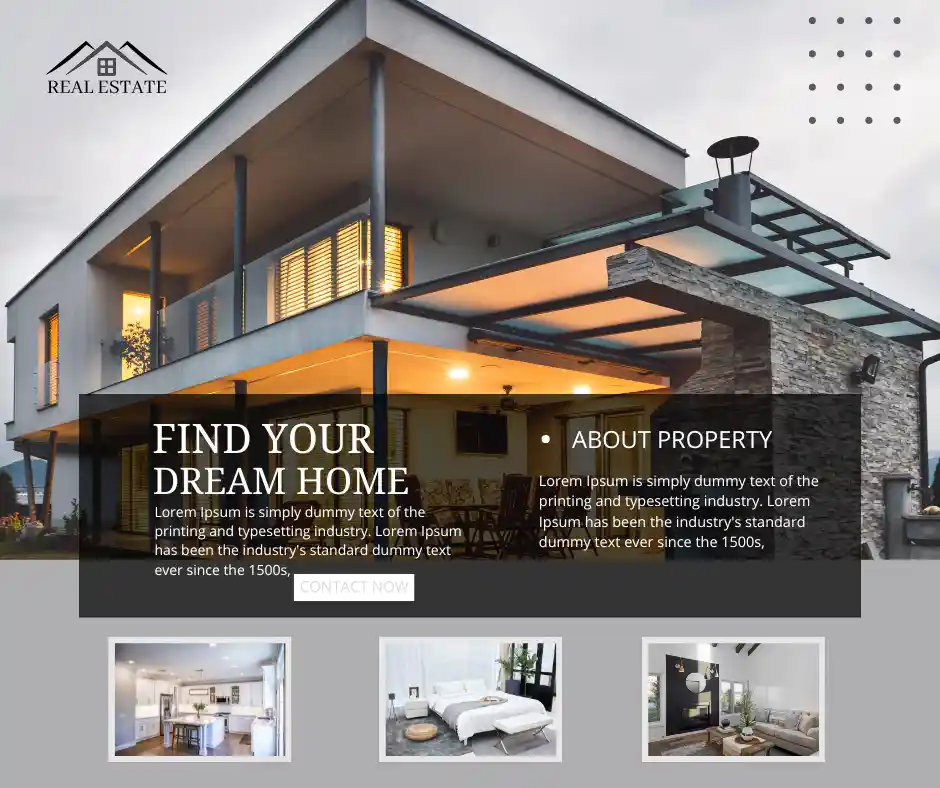 REAL ESTATE
FIND YOUR
DREAM HOME
Lorem Ipsum is simply dummy text of the
printing and typesetting industry. Lorem Ipsum
has been the industry's standard dummy text
ever since the 1500s,
CONTACT NOW
• ABOUT PROPERTY
Lorem Ipsum is simply dummy text of the
printing and typesetting industry. Lorem
Ipsum has been the industry's standard
dummy text ever since the 1500s,